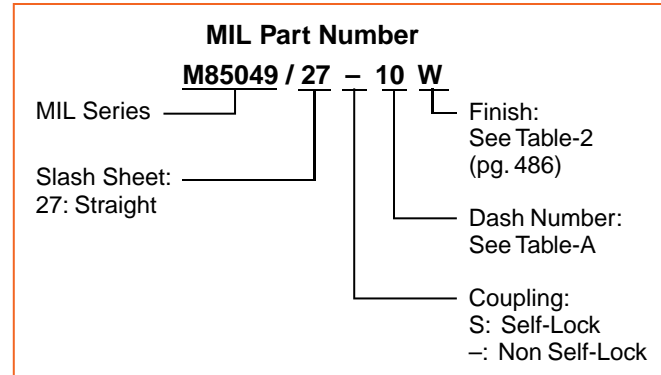 MIL Part Number
M85049 / 27 – 10 W
MIL Series
Slash Sheet:
27: Straight
Finish:
See Table-2
(pg. 486)
Dash Number:
See Table-A
Coupling:
S: Self-Lock
–: Non Self-Lock